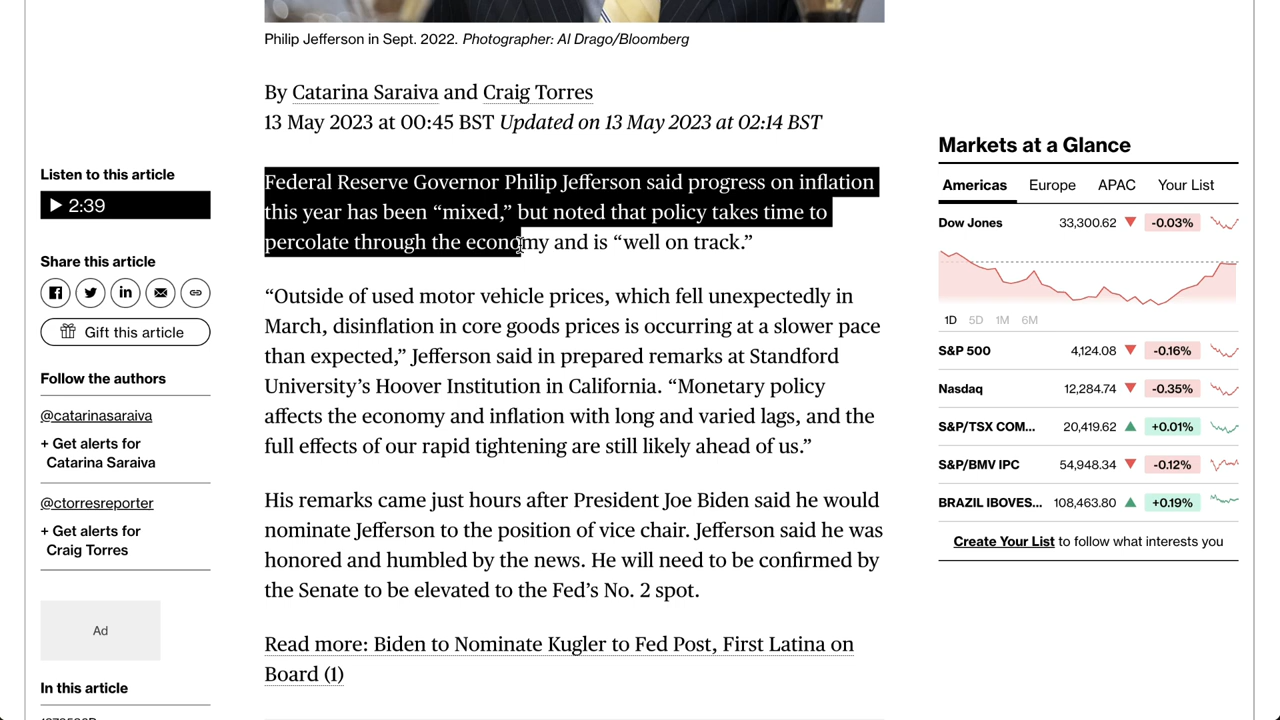 Philip Jefferson in Sept. 2022. Photographer: Al Drago/Bloomberg
By Catarina Saraiva and Craig Torres
13 May 2023 at 00:45 BST Updated on 13 May 2023 at 02:14 BST
Listen to this article
2:39
Share this article
Gift this article
Follow the authors
@catarinasaraiva
+ Get alerts for
Catarina Saraiva
@ctorresreporter
+ Get alerts for
Craig Torres
Ad
In this article
Federal Reserve Governor Philip Jefferson said progress on inflation
this year has been “mixed,” but noted that policy takes time to
percolate through the economy and is “well on track.”
“Outside of used motor vehicle prices, which fell unexpectedly in
March, disinflation in core goods prices is occurring at a slower pace
than expected,” Jefferson said in prepared remarks at Standford
University’s Hoover Institution in California. “Monetary policy
affects the economy and inflation with long and varied lags, and the
full effects of our rapid tightening are still likely ahead of us.”
His remarks came just hours after President Joe Biden said he would
nominate Jefferson to the position of vice chair. Jefferson said he was
honored and humbled by the news. He will need to be confirmed by
the Senate to be elevated to the Fed’s No. 2 spot.
Read more: Biden to Nominate Kugler to Fed Post, First Latina on
Board (1)
Markets at a Glance
Americas Europe APAC Your List
Dow Jones 33,300.62 ▼ -0.03%
1D 5D 1M 6M
S&P 500 4,124.08 ▼ -0.16%
Nasdaq 12,284.74 ▼ -0.35%
S&P/TSX COM... 20,419.62 ▲ +0.01%
S&P/BMV IPC 54,948.34 ▼ -0.12%
BRAZIL IBOVES... 108,463.80 ▲ +0.19%
Create Your List to follow what interests you